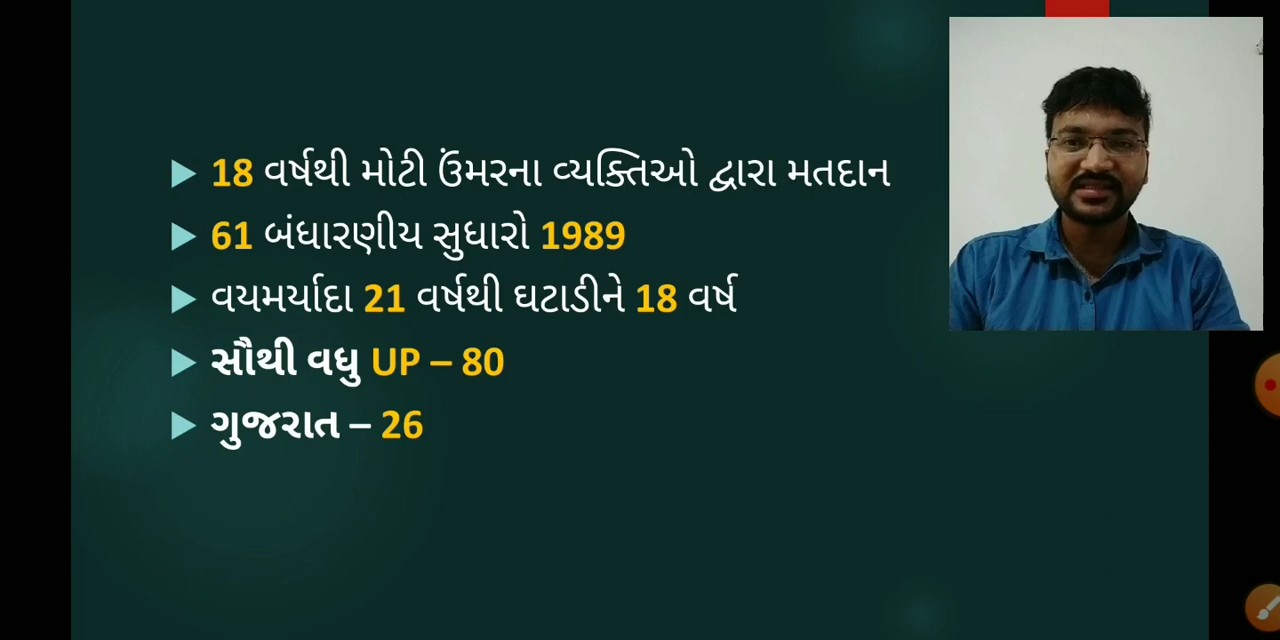 18 વર્ષથી મોટી ઉંમરના વ્યક્તિઓ દ્વારા મતદાન
61 બંધારણીય સુધારો 1989
વયમર્યાદા 21 વર્ષથી ઘટાડીને 18 વર્ષ
સૌથી વધુ UP – 80
ગુજરાત – 26